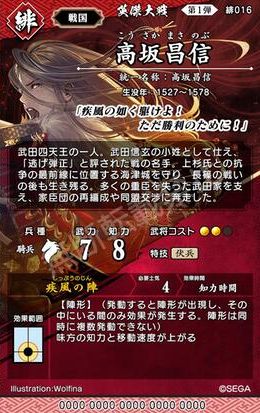 緋
戦国
英傑大戦
第1弾
緋016
こうさかまさのぶ
高坂昌信
統一名称：高坂昌信
生没年：1527～1578
「疾風の如く駆けよ！
ただ勝利のために！」
武田四天王の一人。武田信玄の小姓として仕え、
「逃げ弾正」と評された戦の名手。上杉氏との抗
争の最前線に位置する海津城を守り、長篠の戦い
の後も生き残る。多くの重臣を失った武田家を支
え、家臣団の再編成や同盟交渉に奔走した。
兵種
騎兵
武力
7
知力
8
武将コスト
特技
伏兵
しっぷうのじん
疾風の陣
必要士気
4
効果時間
知力時間
効果範囲
【陣形】（発動すると陣形が出現し、その
中にいる間のみ効果が発生する。陣形は同
時に複数発動できない）
味方の知力と移動速度が上がる
Illustration:Wolfina
©SEGA
0000-0000-0000-0000-0000